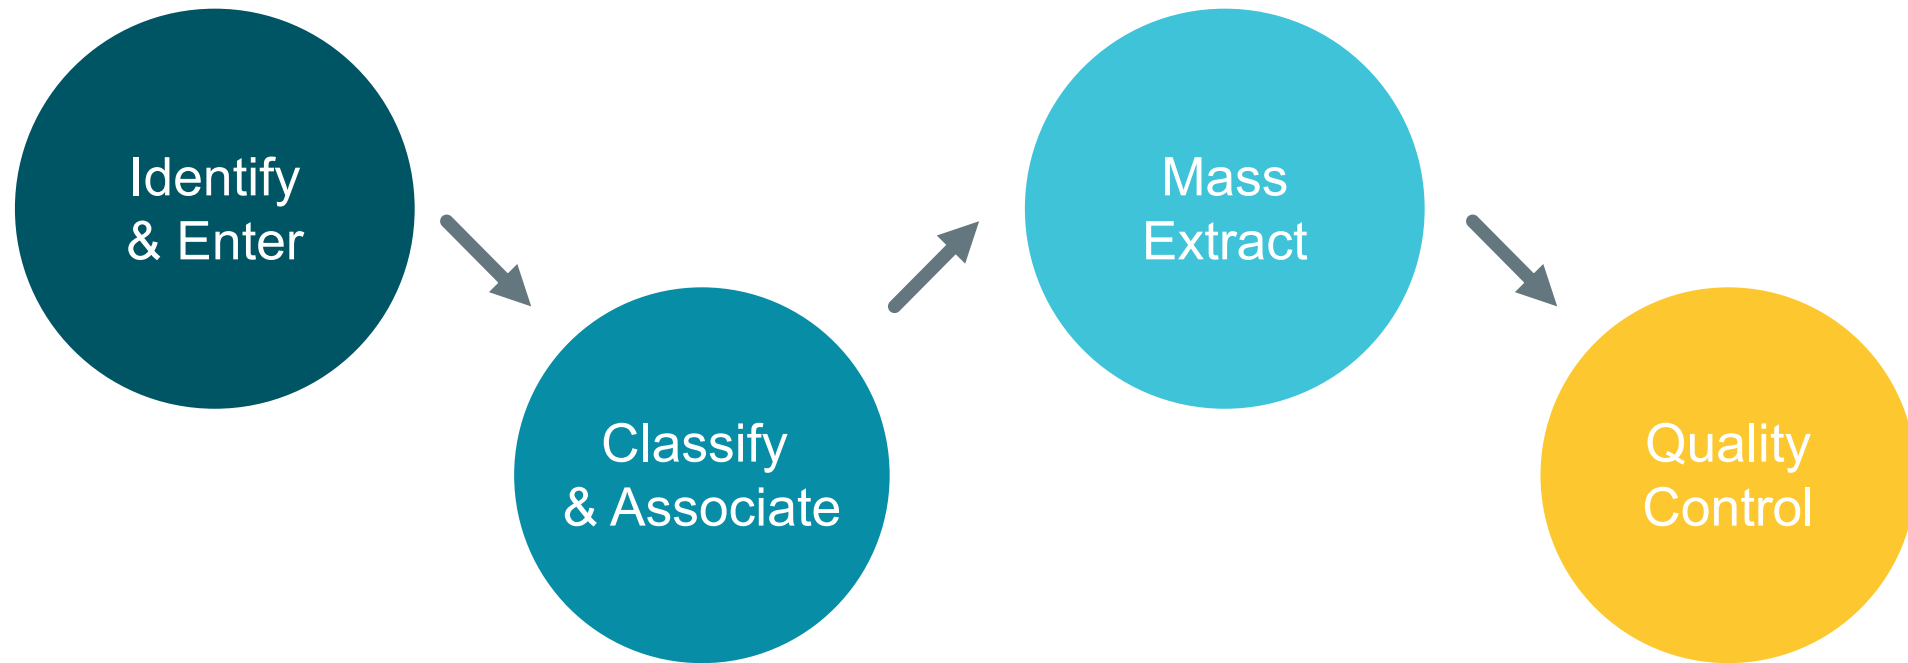 Identify
& Enter
Classify
& Associate
Mass
Extract
Quality
Control